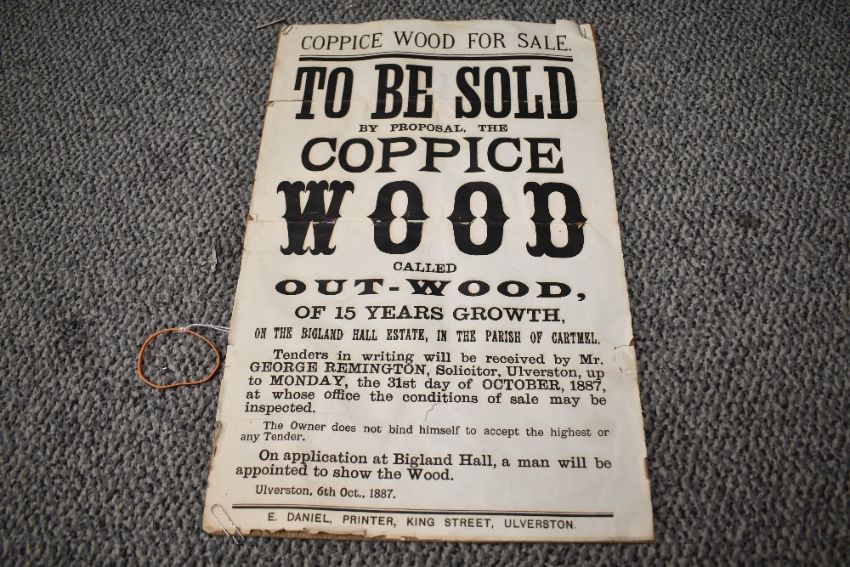 COPPICE WOOD FOR SALE.
TO BE SOLD
BY PROPOSAL, THE
COPPICE
WOOD
CALLED
OUT-WOOD,
OF 15 YEARS GROWTH,
ON THE BIGLAND HALL ESTATE, IN THE PARISH OF CARTMEL.
Tenders in writing will be received by Mr.
GEORGE REMINGTON, Solicitor, Ulverston, up
to MONDAY, the 31st day of OCTOBER, 1887,
at whose office the conditions of sale may be
inspected.
The Owner does not bind himself to accept the highest or
any Tender.
On application at Bigland Hall, a man will be
appointed to show the Wood.
Ulverston, 6th Oct., 1887.
E. DANIEL, PRINTER, KING STREET, ULVERSTON.